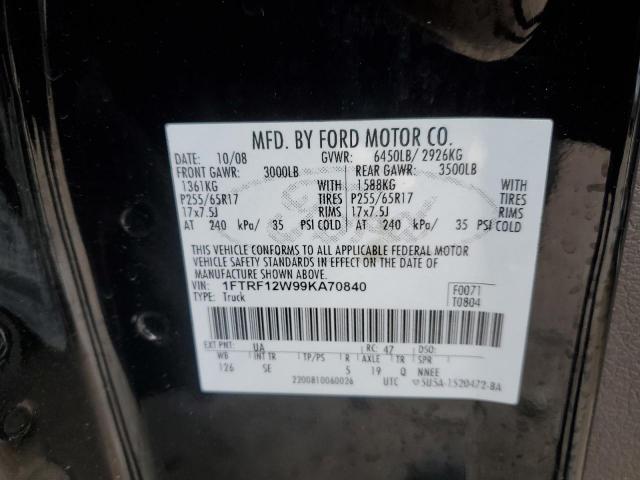 MFD. BY FORD MOTOR CO.
DATE: 10/08 GVWR: 6450LB/ 2926KG
FRONT GAWR: 3000LB REAR GAWR: 3500LB
1361KG WITH 1588KG WITH
P255/65R17 TIRES P255/65R17 TIRES
17x7.5J RIMS 17x7.5J RIMS
AT 240 kPa/ 35 PSI COLD AT 240 kPa/ 35 PSI COLD
THIS VEHICLE CONFORMS TO ALL APPLICABLE FEDERAL MOTOR
VEHICLE SAFETY STANDARDS IN EFFECT ON THE DATE OF
MANUFACTURE SHOWN ABOVE.
VIN: 1FTRF12W99KA70840 F0071
TYPE: Truck T0804
EXT PNT: UA RC: 47 DSO:
WB INT TR TP/PS R AXLE TR SPR
126 SE 5 19 Q NNEE
2200810060026 UTC 5U5A-1520472-BA